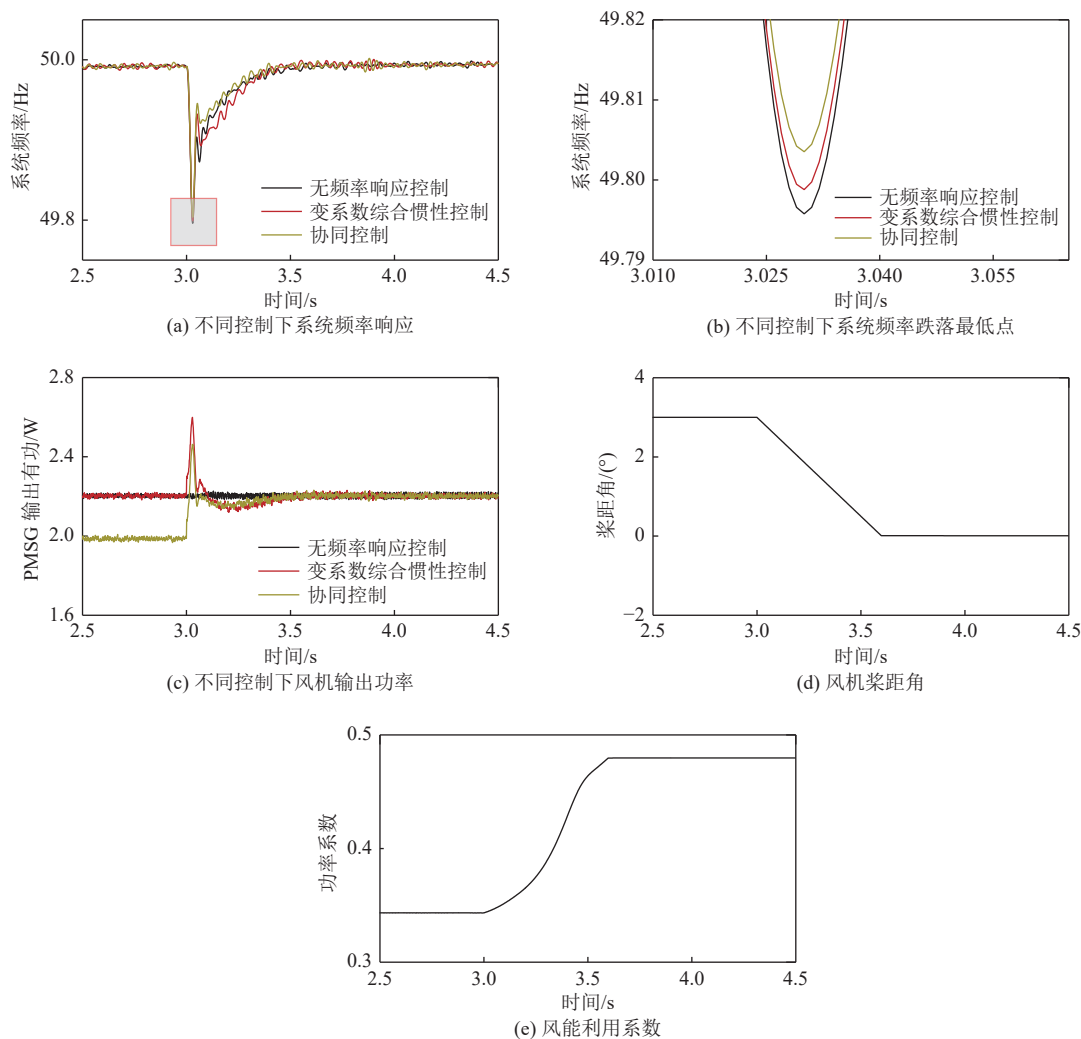 50.0
49.8
系统频率/Hz
无频率响应控制
变系数综合惯性控制
协同控制
2.5 3.0 3.5 4.0 4.5
时间/s
(a) 不同控制下系统频率响应
49.82
49.81
49.80
49.79
系统频率/Hz
无频率响应控制
变系数综合惯性控制
协同控制
3.010 3.025 3.040 3.055
时间/s
(b) 不同控制下系统频率跌落最低点
2.8
2.4
2.0
1.6
PMSG 输出有功/W
无频率响应控制
变系数综合惯性控制
协同控制
2.5 3.0 3.5 4.0 4.5
时间/s
(c) 不同控制下风机输出功率
4
2
0
−2
桨距角/(°)
2.5 3.0 3.5 4.0 4.5
时间/s
(d) 风机桨距角
0.5
0.4
0.3
功率系数
2.5 3.0 3.5 4.0 4.5
时间/s
(e) 风能利用系数